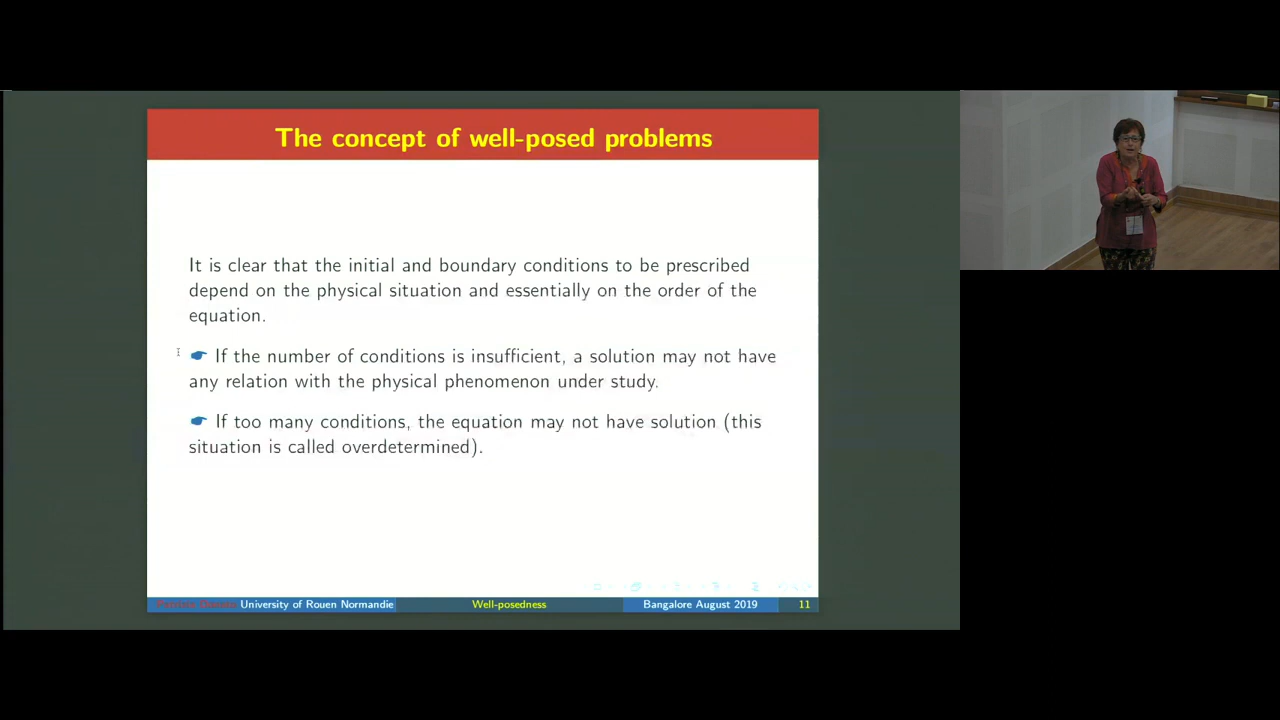 The concept of well-posed problems
It is clear that the initial and boundary conditions to be prescribed
depend on the physical situation and essentially on the order of the
equation.
☛ If the number of conditions is insufficient, a solution may not have
any relation with the physical phenomenon under study.
☛ If too many conditions, the equation may not have solution (this
situation is called overdetermined).
University of Rouen Normandie Well-posedness Bangalore August 2019 11